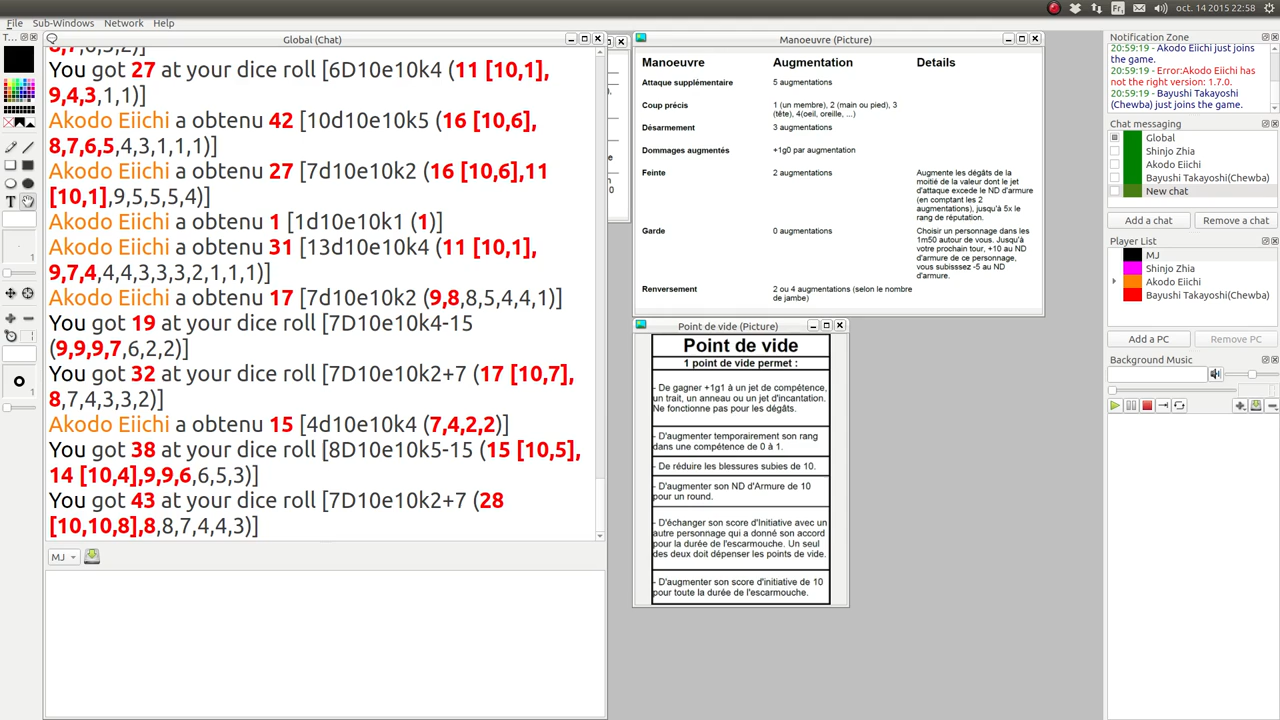 Fr₁ oct. 14 2015 22:58
File Sub-Windows Network Help
T...
Global (Chat)
8,7,6,5,2)]
You got 27 at your dice roll [6D10e10k4 (11 [10,1],
9,4,3,1,1)]
Akodo Eiichi a obtenu 42 [10d10e10k5 (16 [10,6],
8,7,6,5,4,3,1,1,1)]
Akodo Eiichi a obtenu 27 [7d10e10k2 (16 [10,6],11
[10,1],9,5,5,5,4)]
Akodo Eiichi a obtenu 1 [1d10e10k1 (1)]
Akodo Eiichi a obtenu 31 [13d10e10k4 (11 [10,1],
9,7,4,4,4,3,3,3,2,1,1,1)]
Akodo Eiichi a obtenu 17 [7d10e10k2 (9,8,8,5,4,4,1)]
You got 19 at your dice roll [7D10e10k4-15
(9,9,9,7,6,2,2)]
You got 32 at your dice roll [7D10e10k2+7 (17 [10,7],
8,7,4,3,3,2)]
Akodo Eiichi a obtenu 15 [4d10e10k4 (7,4,2,2)]
You got 38 at your dice roll [8D10e10k5-15 (15 [10,5],
14 [10,4],9,9,6,6,5,3)]
You got 43 at your dice roll [7D10e10k2+7 (28
[10,10,8],8,8,7,4,4,3)]
MJ
1
1
Manoeuvre (Picture)
Manoeuvre Augmentation Details
Attaque supplémentaire 5 augmentations
Coup précis 1 (un membre), 2 (main ou pied), 3
(tête), 4(oeil, oreille, ...)
Désarmement 3 augmentations
Dommages augmentés +1g0 par augmentation
Feinte 2 augmentations Augmente les dégâts de la
moitié de la valeur dont le jet
d'attaque excede le ND d'armure
(en comptant les 2
augmentations), jusqu'à 5x le
rang de réputation.
Garde 0 augmentations Choisir un personnage dans les
1m50 autour de vous. Jusqu'à
votre prochain tour, +10 au ND
d'armure de ce personnage,
vous subisssez -5 au ND
d'armure.
Renversement 2 ou 4 augmentations (selon le nombre
de jambe)
Point de vide (Picture)
Point de vide
1 point de vide permet :
- De gagner +1g1 à un jet de compétence,
un trait, un anneau ou un jet d'incantation.
Ne fonctionne pas pour les dégâts.
- D'augmenter temporairement son rang
dans une compétence de 0 à 1.
- De réduire les blessures subies de 10.
- D'augmenter son ND d'Armure de 10
pour un round.
- D'échanger son score d'Initiative avec un
autre personnage qui a donné son accord
pour la durée de l'escarmouche. Un seul
des deux doit dépenser les points de vide.
- D'augmenter son score d'initiative de 10
pour toute la durée de l'escarmouche.
Notification Zone
20:59:19 - Akodo Eiichi just joins
the game.
20:59:19 - Error:Akodo Eiichi has
not the right version: 1.7.0.
20:59:19 - Bayushi Takayoshi
(Chewba) just joins the game.
Chat messaging
Global
Shinjo Zhia
Akodo Eiichi
Bayushi Takayoshi(Chewba)
New chat
Add a chat Remove a chat
Player List
MJ
Shinjo Zhia
Akodo Eiichi
Bayushi Takayoshi(Chewba)
Add a PC Remove PC
Background Music